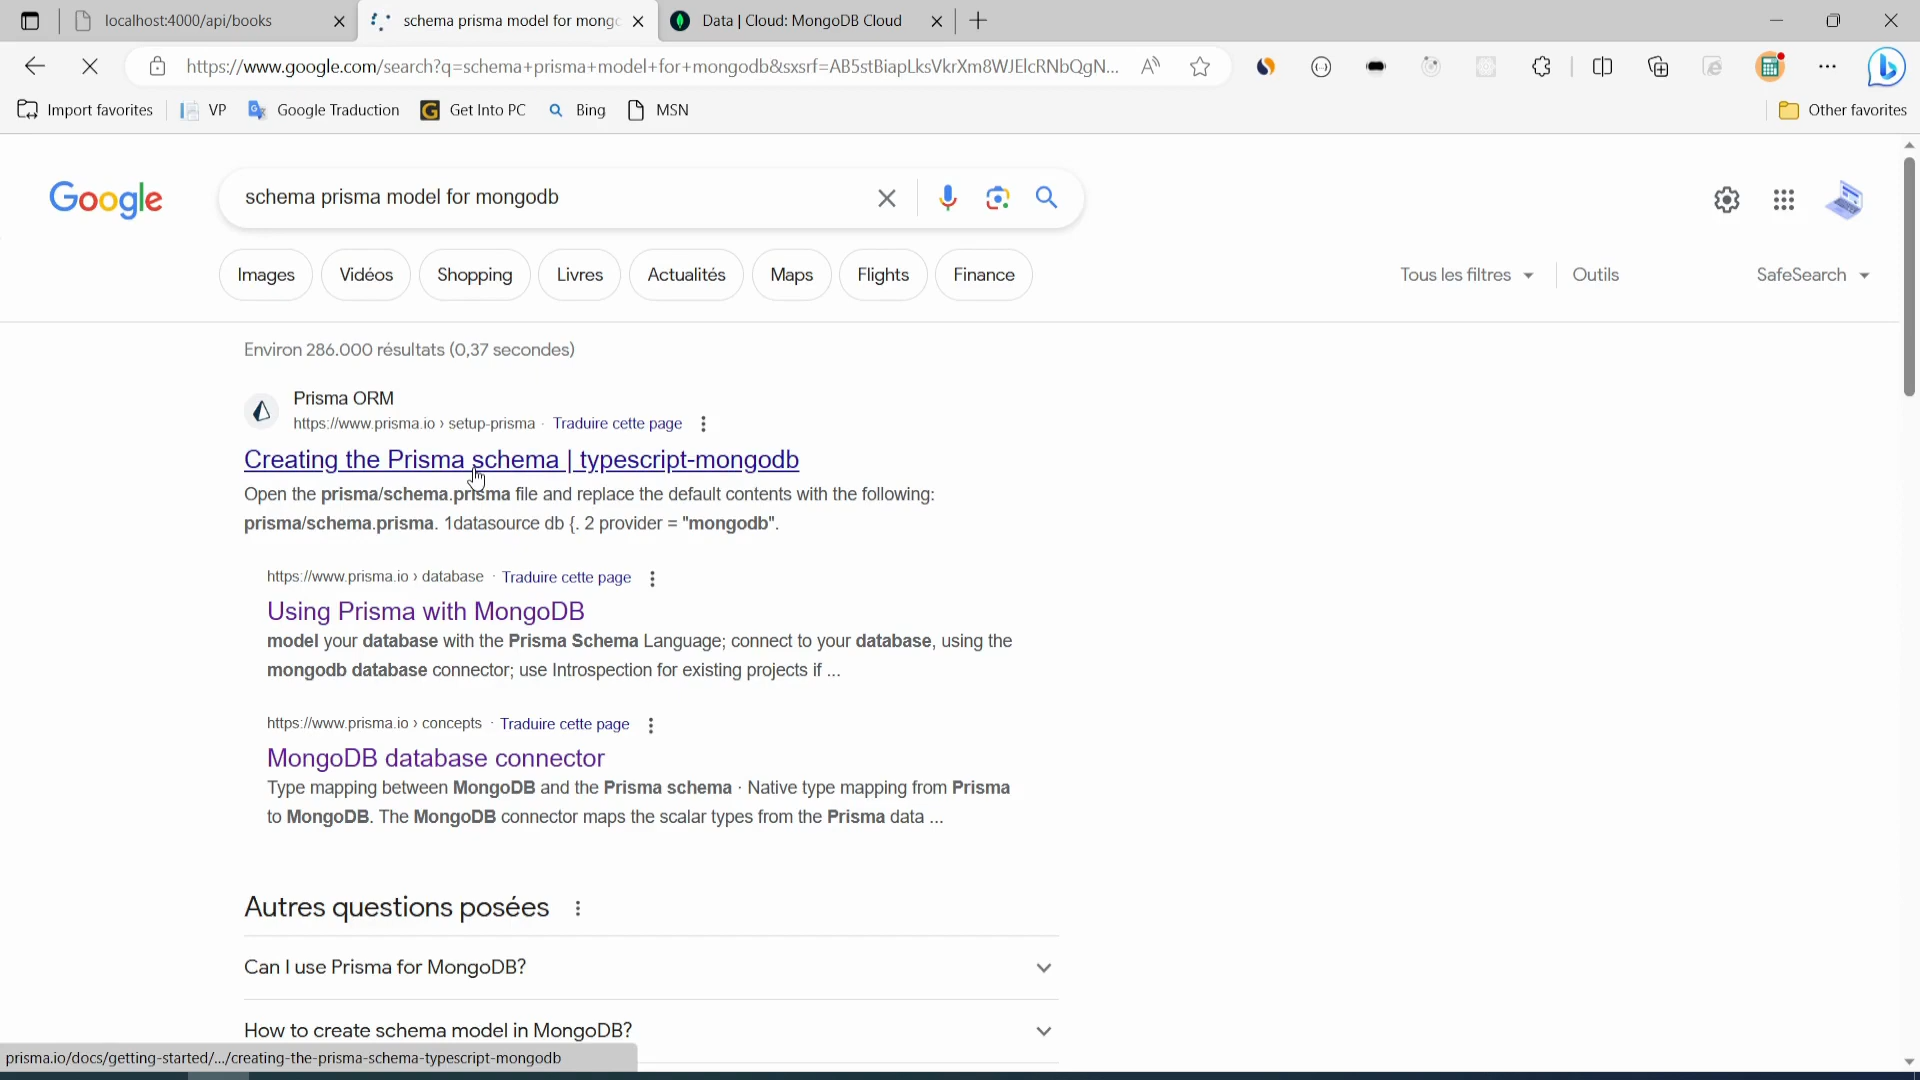 localhost:4000/api/books
schema prisma model for mong
Data | Cloud: MongoDB Cloud
https://www.google.com/search?q=schema+prisma+model+for+mongodb&sxsrf=AB5stBiapLksVkrXm8WJElcRNbQgN...
Import favorites
VP
Google Traduction
Get Into PC
Bing
MSN
Other favorites
Google
schema prisma model for mongodb
Images
Vidéos
Shopping
Livres
Actualités
Maps
Flights
Finance
Tous les filtres
Outils
SafeSearch
Environ 286.000 résultats (0,37 secondes)
Prisma ORM
https://www.prisma.io › setup-prisma · Traduire cette page
Creating the Prisma schema | typescript-mongodb
Open the prisma/schema.prisma file and replace the default contents with the following:
prisma/schema.prisma. 1datasource db {. 2 provider = "mongodb".
https://www.prisma.io › database · Traduire cette page
Using Prisma with MongoDB
model your database with the Prisma Schema Language; connect to your database, using the
mongodb database connector; use Introspection for existing projects if ...
https://www.prisma.io › concepts · Traduire cette page
MongoDB database connector
Type mapping between MongoDB and the Prisma schema · Native type mapping from Prisma
to MongoDB. The MongoDB connector maps the scalar types from the Prisma data ...
Autres questions posées
Can I use Prisma for MongoDB?
How to create schema model in MongoDB?
prisma.io/docs/getting-started/.../creating-the-prisma-schema-typescript-mongodb